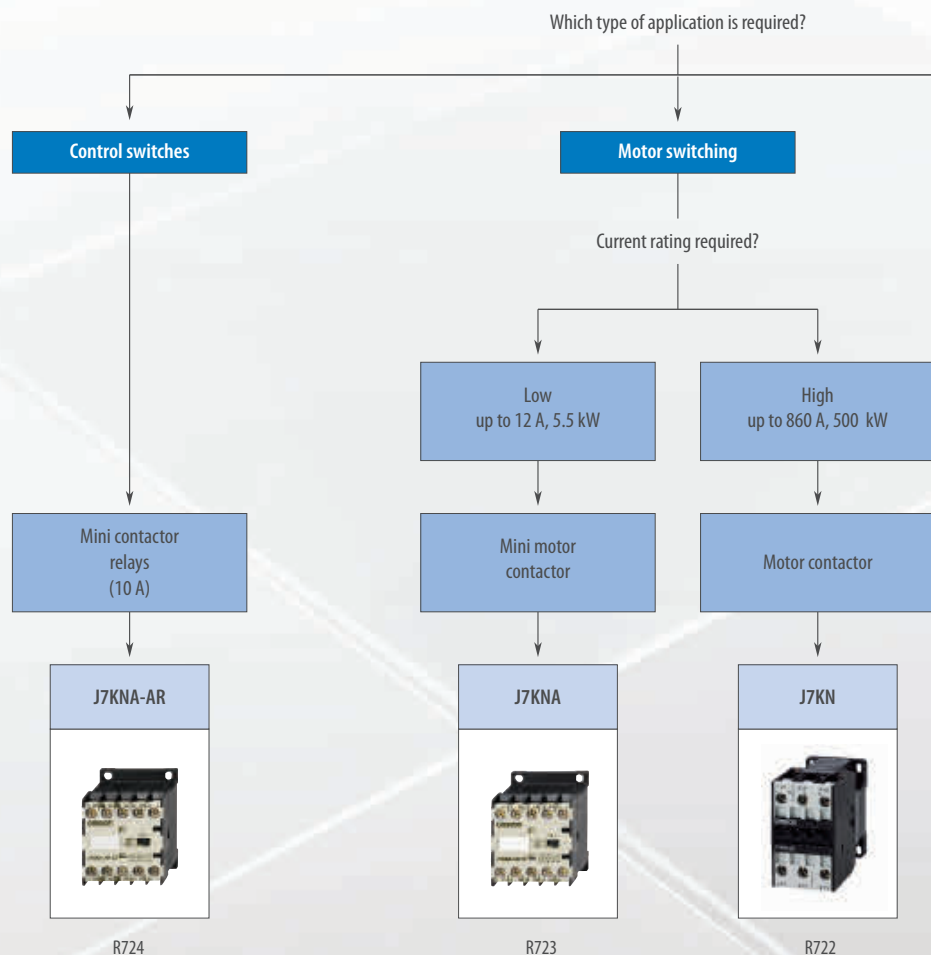 Which type of application is required?
Control switches
Motor switching
Current rating required?
Low
up to 12 A, 5.5 kW
High
up to 860 A, 500 kW
Mini contactor
relays
(10 A)
Mini motor
contactor
Motor contactor
J7KNA-AR
J7KNA
J7KN
R724
R723
R722